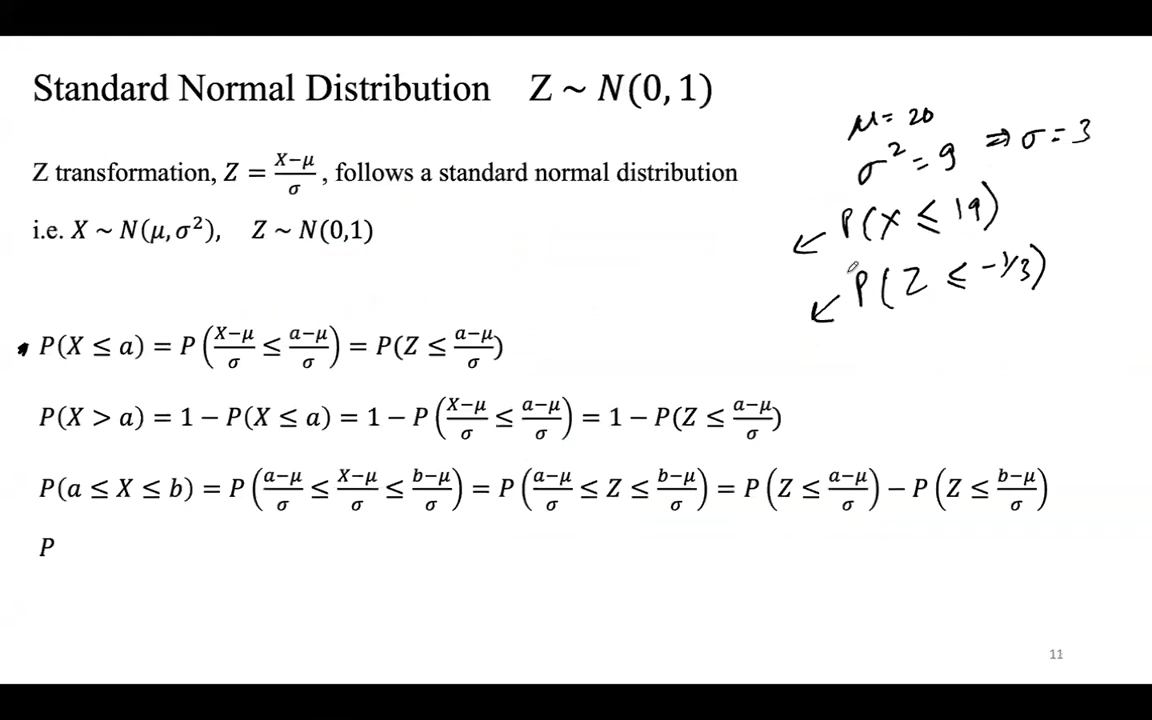 Standard Normal Distribution Z ~ N(0, 1)
Z transformation, Z = (X−μ)/σ , follows a standard normal distribution
i.e. X ~ N(μ, σ²), Z ~ N(0,1)
μ = 20
σ² = 9 ⇒ σ = 3
P(X ≤ 19)
P(Z ≤ -1/3)
P(X ≤ a) = P((X−μ)/σ ≤ (a−μ)/σ) = P(Z ≤ (a−μ)/σ)
P(X > a) = 1 − P(X ≤ a) = 1 − P((X−μ)/σ ≤ (a−μ)/σ) = 1 − P(Z ≤ (a−μ)/σ)
P(a ≤ X ≤ b) = P((a−μ)/σ ≤ (X−μ)/σ ≤ (b−μ)/σ) = P((a−μ)/σ ≤ Z ≤ (b−μ)/σ) = P(Z ≤ (a−μ)/σ) − P(Z ≤ (b−μ)/σ)
P
11